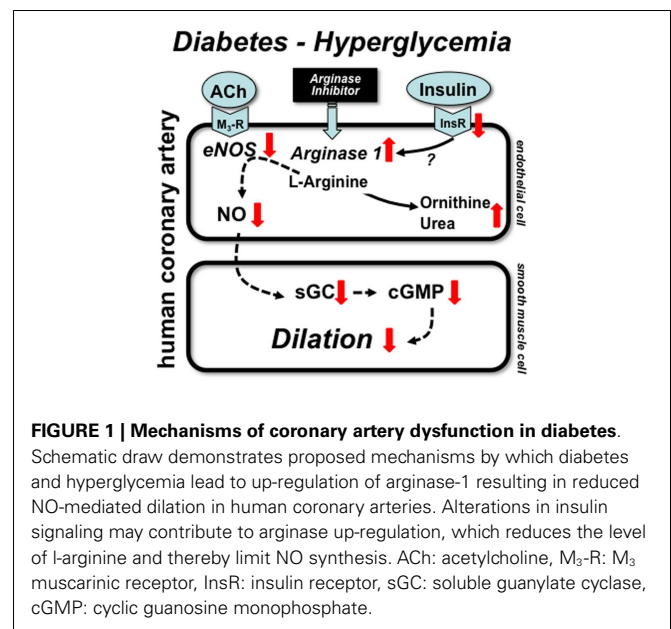 Diabetes - Hyperglycemia
ACh
Arginase
Inhibitor
Insulin
M3-R
InsR
eNOS
Arginase 1
?
L-Arginine
NO
Ornithine
Urea
endothelial cell
human coronary artery
sGC
cGMP
Dilation
smooth muscle cell
FIGURE 1 | Mechanisms of coronary artery dysfunction in diabetes.
Schematic draw demonstrates proposed mechanisms by which diabetes
and hyperglycemia lead to up-regulation of arginase-1 resulting in reduced
NO-mediated dilation in human coronary arteries. Alterations in insulin
signaling may contribute to arginase up-regulation, which reduces the level
of l-arginine and thereby limit NO synthesis. ACh: acetylcholine, M3-R: M3
muscarinic receptor, InsR: insulin receptor, sGC: soluble guanylate cyclase,
cGMP: cyclic guanosine monophosphate.